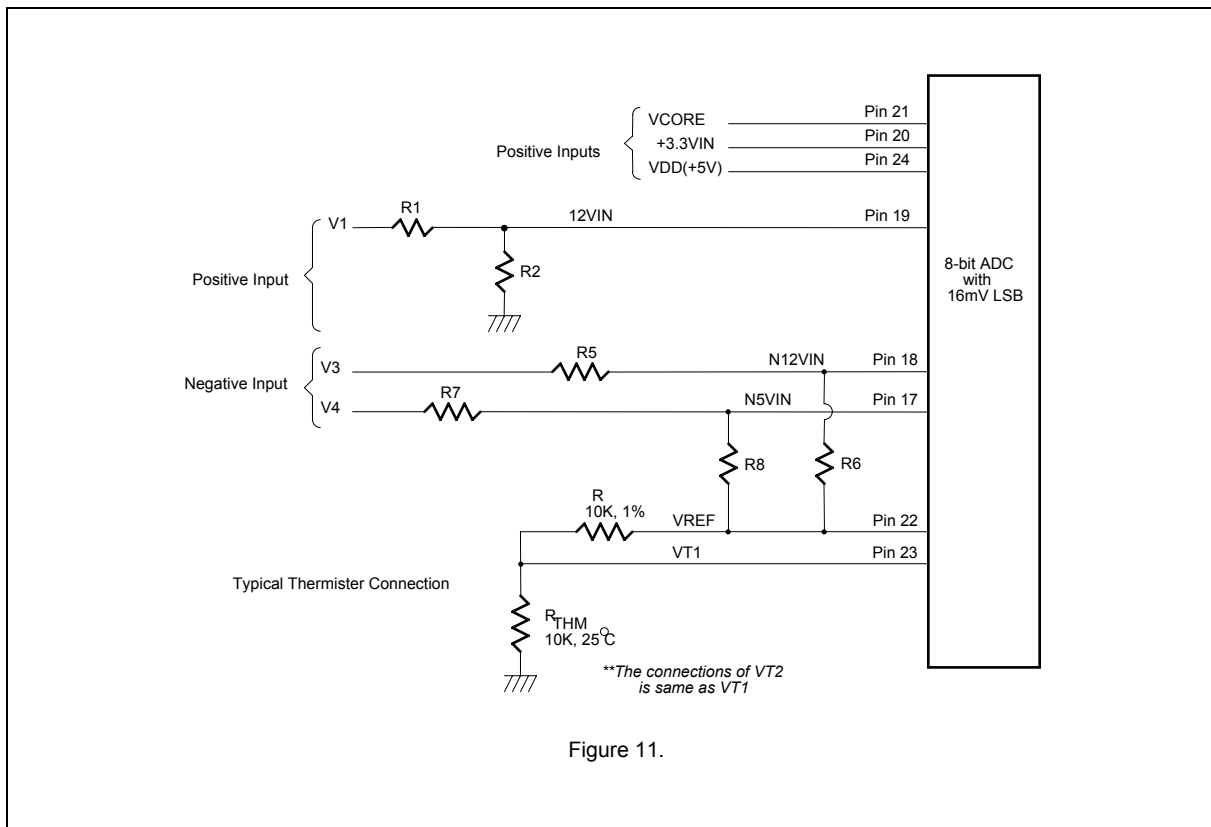 VCORE
Pin 21
Positive Inputs
+3.3VIN
Pin 20
VDD(+5V)
Pin 24
R1
V1
12VIN
Pin 19
R2
Positive Input
8-bit ADC
with
16mV LSB
R5
V3
N12VIN
Pin 18
Negative Input
R7
V4
N5VIN
Pin 17
R8
R6
R
10K, 1%
VREF
Pin 22
VT1
Pin 23
Typical Thermister Connection
R THM
10K, 25°C
**The connections of VT2
is same as VT1
Figure 11.